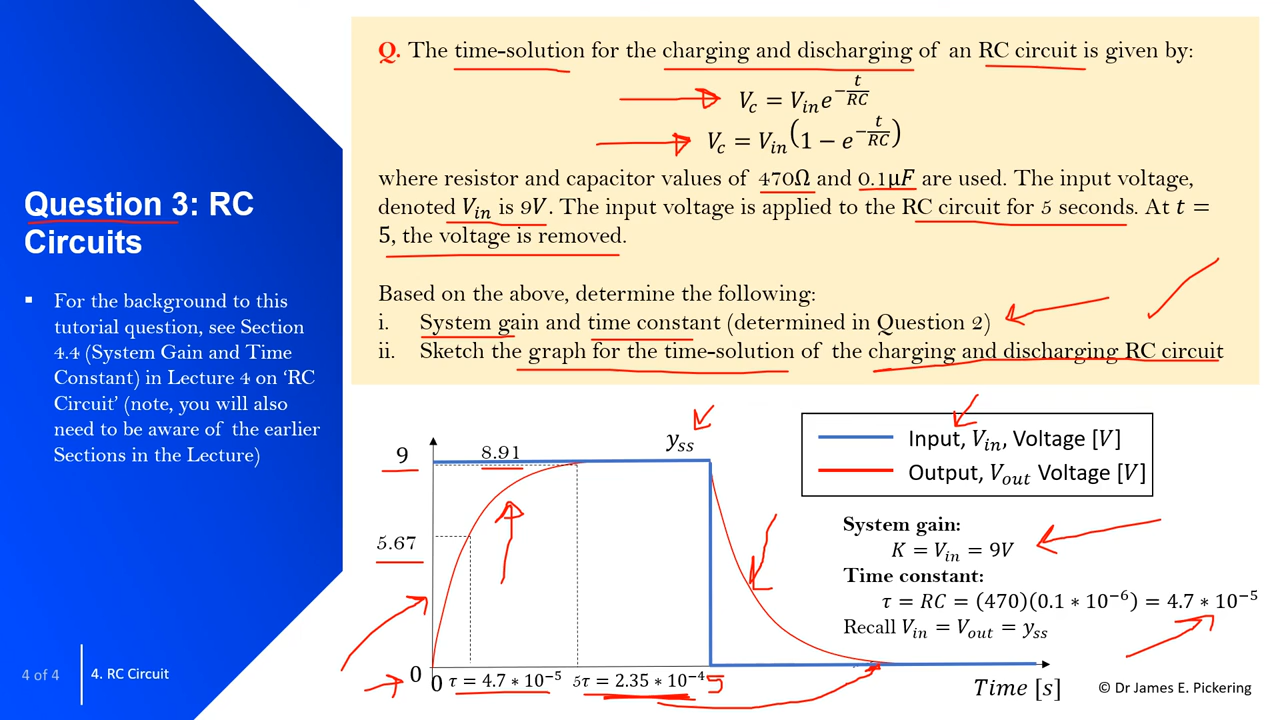 Question 3: RC
Circuits
▪ For the background to this
tutorial question, see Section
4.4 (System Gain and Time
Constant) in Lecture 4 on ‘RC
Circuit’ (note, you will also
need to be aware of the earlier
Sections in the Lecture)
4 of 4
4. RC Circuit
Q. The time-solution for the charging and discharging of an RC circuit is given by:
V_c = V_in e^(−t/RC)
V_c = V_in(1 − e^(−t/RC))
where resistor and capacitor values of 470Ω and 0.1μF are used. The input voltage,
denoted V_in is 9V. The input voltage is applied to the RC circuit for 5 seconds. At t =
5, the voltage is removed.
Based on the above, determine the following:
i. System gain and time constant (determined in Question 2)
ii. Sketch the graph for the time-solution of the charging and discharging RC circuit
9
8.91
y_ss
5.67
0
0
τ = 4.7 * 10^−5
5τ = 2.35 * 10^−4
5
Time [s]
Input, V_in, Voltage [V]
Output, V_out Voltage [V]
System gain:
K = V_in = 9V
Time constant:
τ = RC = (470)(0.1 * 10^−6) = 4.7 * 10^−5
Recall V_in = V_out = y_ss
© Dr James E. Pickering